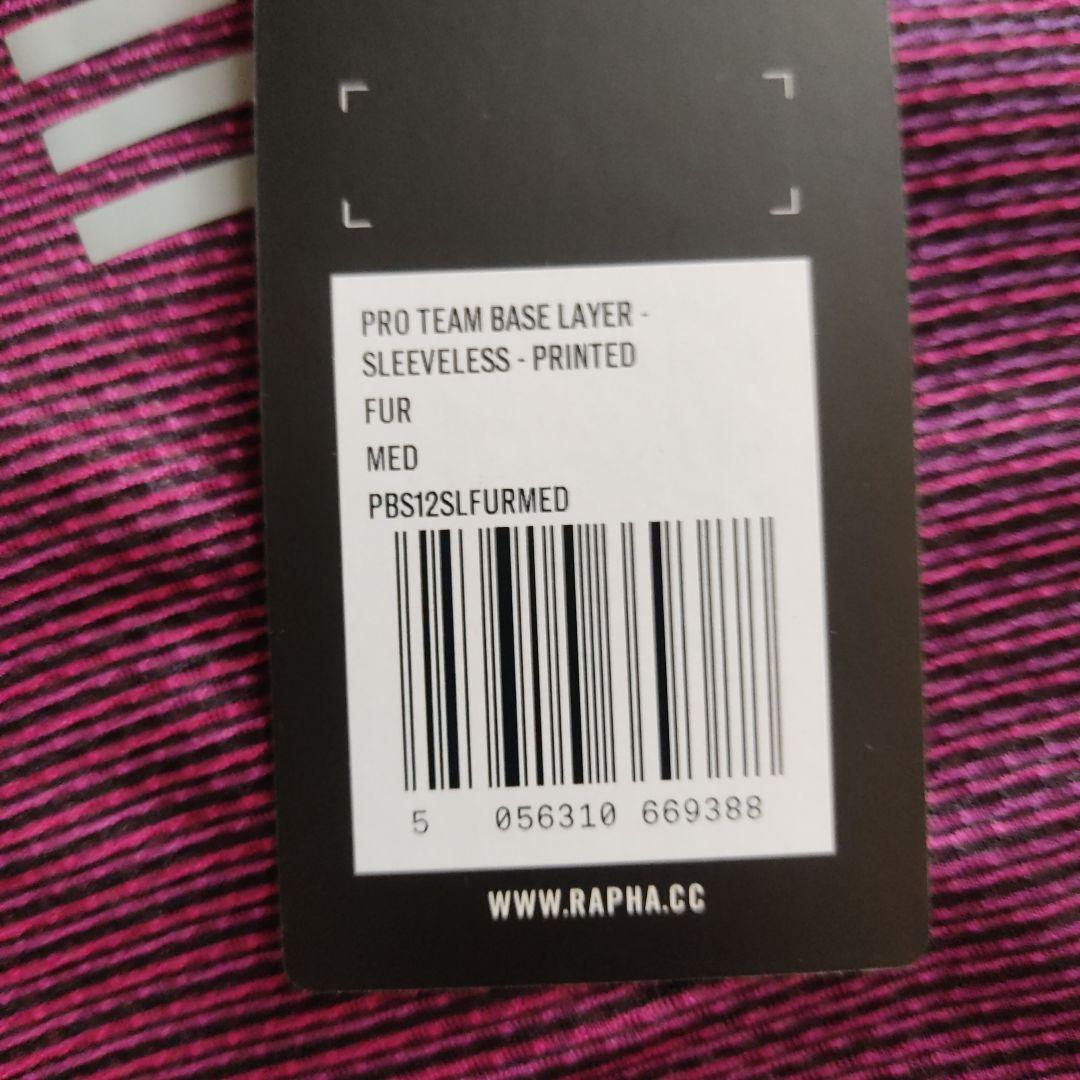 PRO TEAM BASE LAYER -
SLEEVELESS - PRINTED
FUR
MED
PBS12SLFURMED
5 056310 669388
WWW.RAPHA.CC